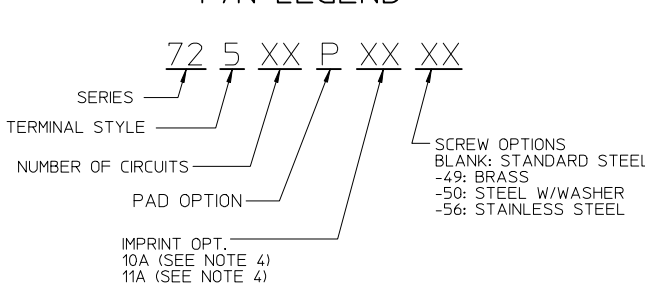 P/N LEGEND
72 5 XX P XX XX
SERIES
TERMINAL STYLE
NUMBER OF CIRCUITS
PAD OPTION
IMPRINT OPT.
10A (SEE NOTE 4)
11A (SEE NOTE 4)
SCREW OPTIONS
BLANK: STANDARD STEEL
-49: BRASS
-50: STEEL W/WASHER
-56: STAINLESS STEEL